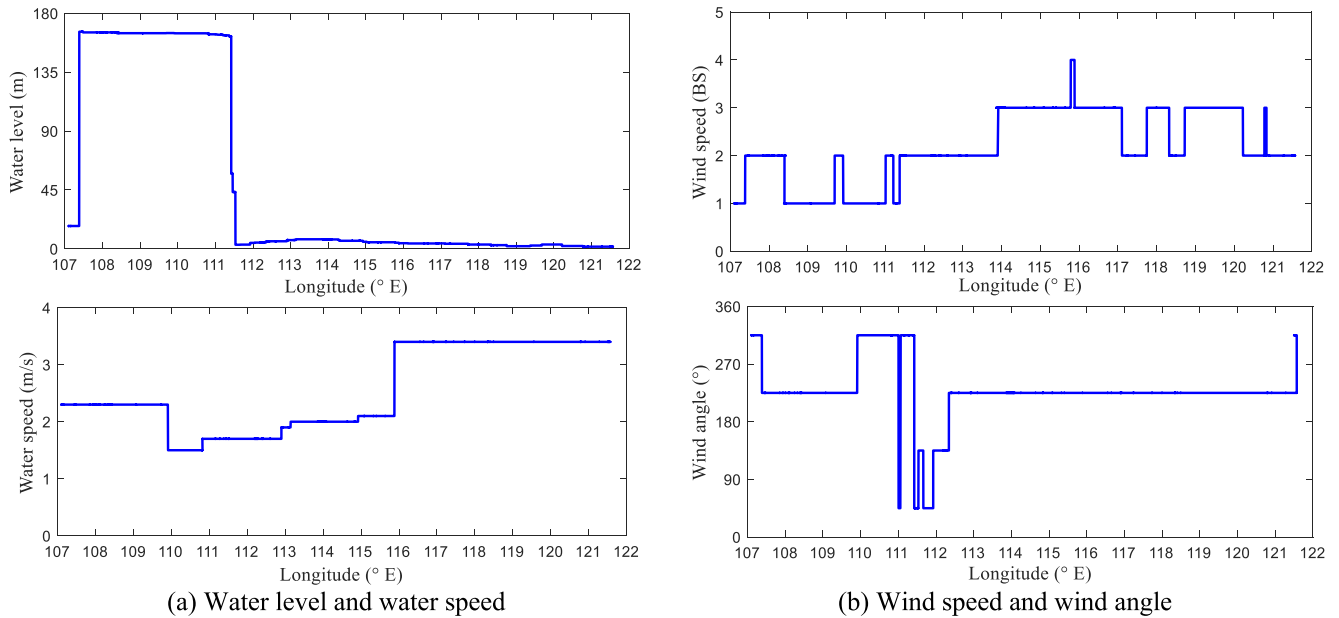 180
135
90
45
0
Water level (m)
107 108 109 110 111 112 113 114 115 116 117 118 119 120 121 122
Longitude (° E)
4
3
2
1
0
Water speed (m/s)
107 108 109 110 111 112 113 114 115 116 117 118 119 120 121 122
Longitude (° E)
(a) Water level and water speed
5
4
3
2
1
0
Wind speed (BS)
107 108 109 110 111 112 113 114 115 116 117 118 119 120 121 122
Longitude (° E)
360
270
180
90
0
Wind angle (°)
107 108 109 110 111 112 113 114 115 116 117 118 119 120 121 122
Longitude (° E)
(b) Wind speed and wind angle